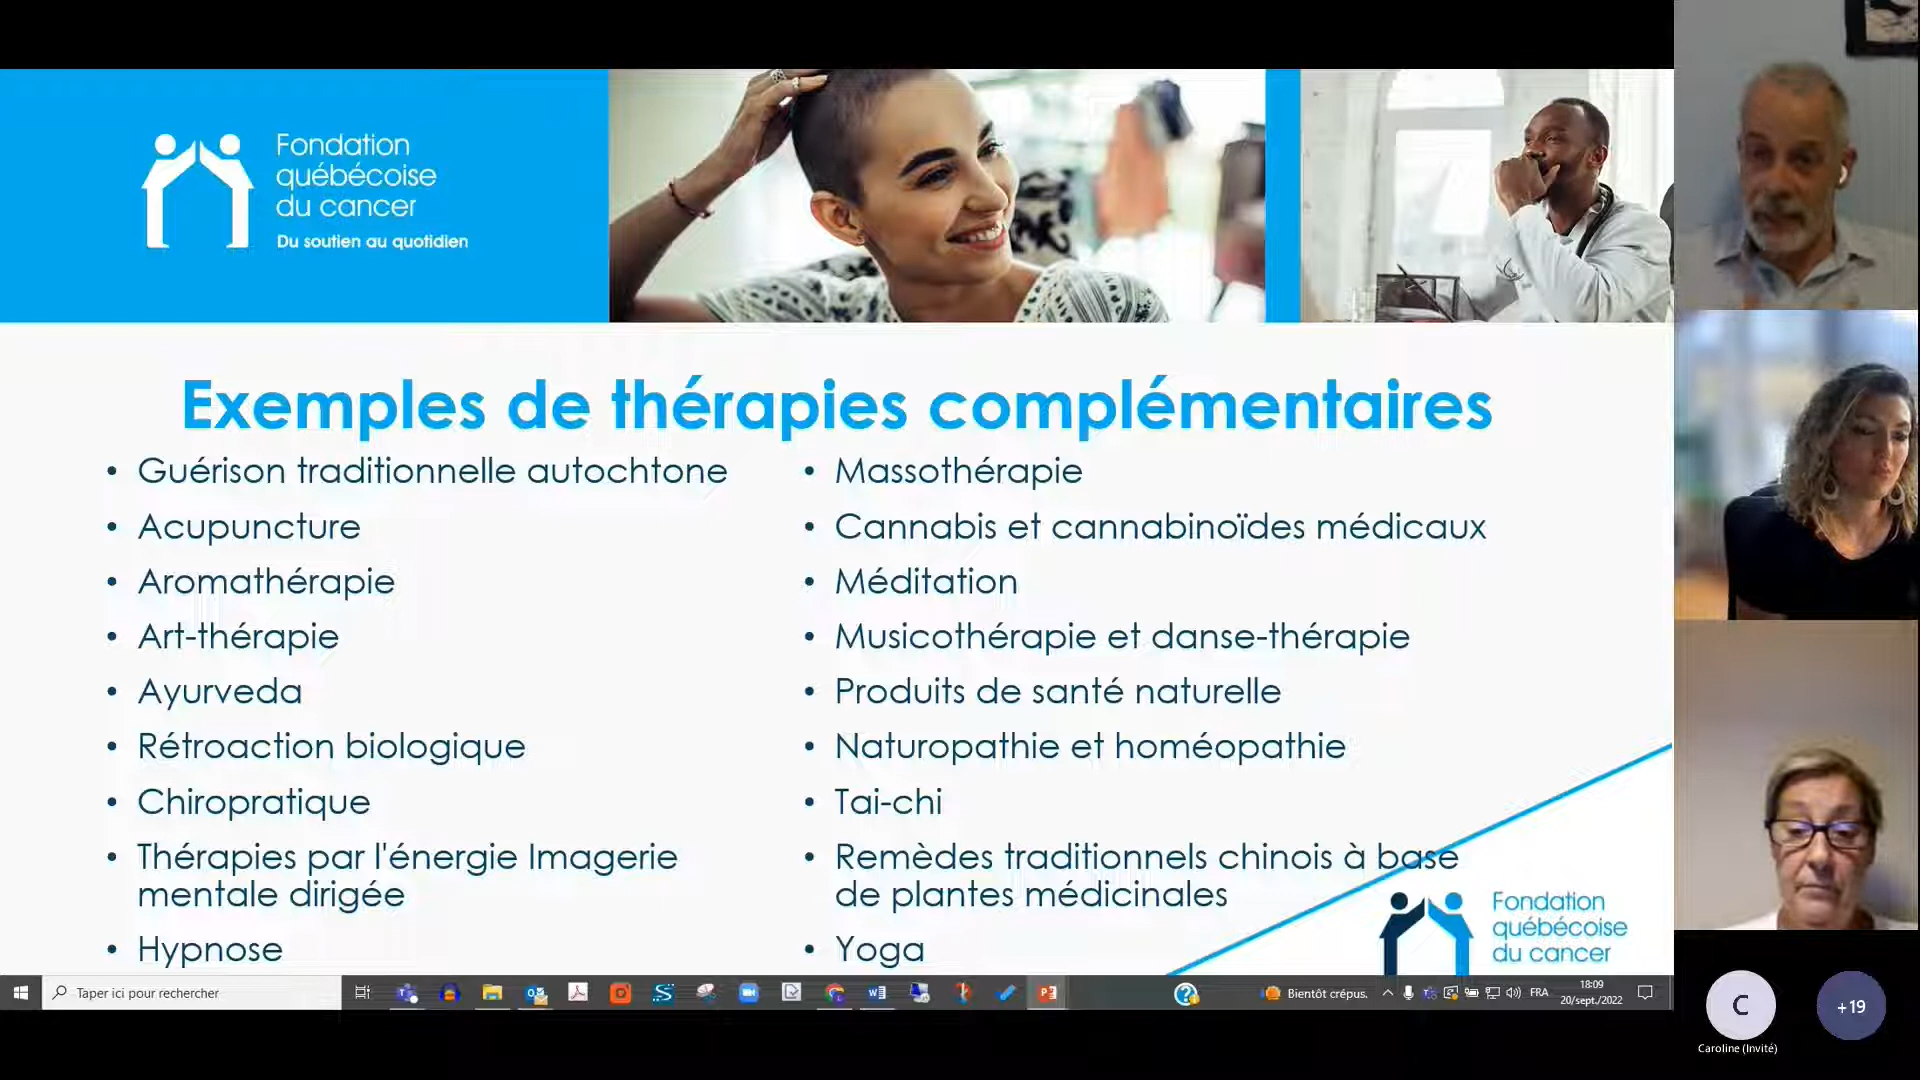 Fondation
québécoise
du cancer
Du soutien au quotidien
Exemples de thérapies complémentaires
• Guérison traditionnelle autochtone
• Acupuncture
• Aromathérapie
• Art-thérapie
• Ayurveda
• Rétroaction biologique
• Chiropratique
• Thérapies par l'énergie Imagerie
mentale dirigée
• Hypnose
• Massothérapie
• Cannabis et cannabinoïdes médicaux
• Méditation
• Musicothérapie et danse-thérapie
• Produits de santé naturelle
• Naturopathie et homéopathie
• Tai-chi
• Remèdes traditionnels chinois à base
de plantes médicinales
• Yoga
Fondation
québécoise
du cancer
Taper ici pour rechercher
Bientôt crépus.
FRA
18:09
20/sept./2022
C
+19
Caroline (Invité)